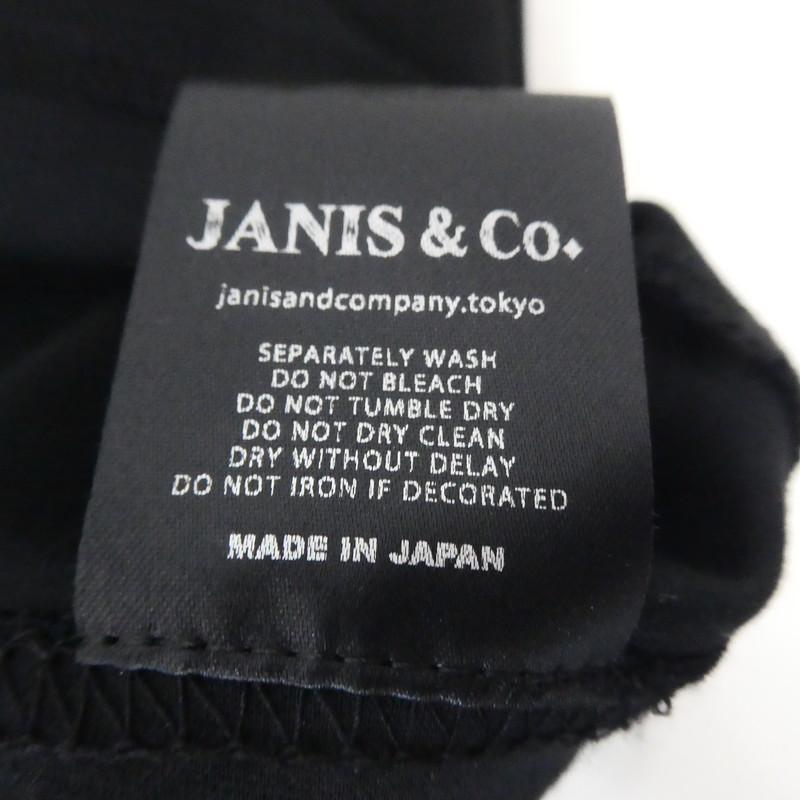 JANIS & Co.
janisandcompany.tokyo
SEPARATELY WASH
DO NOT BLEACH
DO NOT TUMBLE DRY
DO NOT DRY CLEAN
DRY WITHOUT DELAY
DO NOT IRON IF DECORATED
MADE IN JAPAN